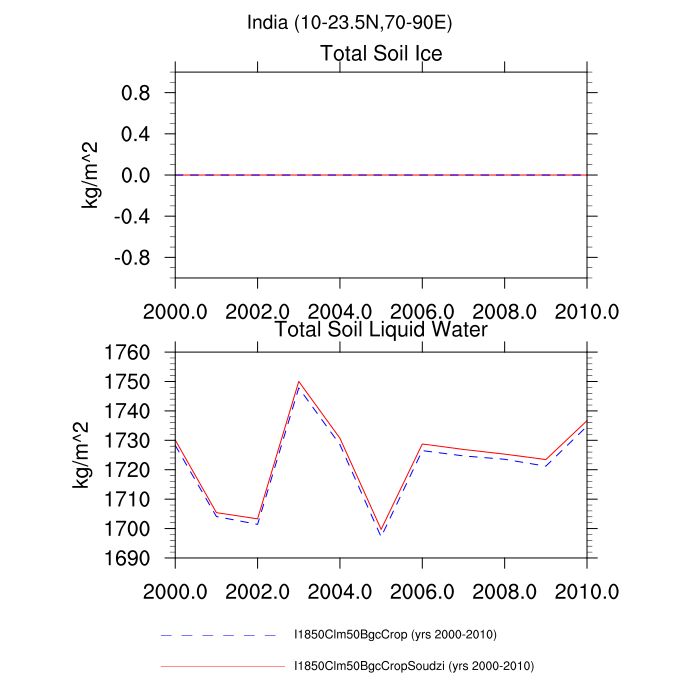 India (10-23.5N,70-90E)
Total Soil Ice
kg/m^2
0.8
0.4
0.0
-0.4
-0.8
2000.0 2002.0 2004.0 2006.0 2008.0 2010.0
Total Soil Liquid Water
kg/m^2
1760
1750
1740
1730
1720
1710
1700
1690
2000.0 2002.0 2004.0 2006.0 2008.0 2010.0
I1850Clm50BgcCrop (yrs 2000-2010)
I1850Clm50BgcCropSoudzi (yrs 2000-2010)